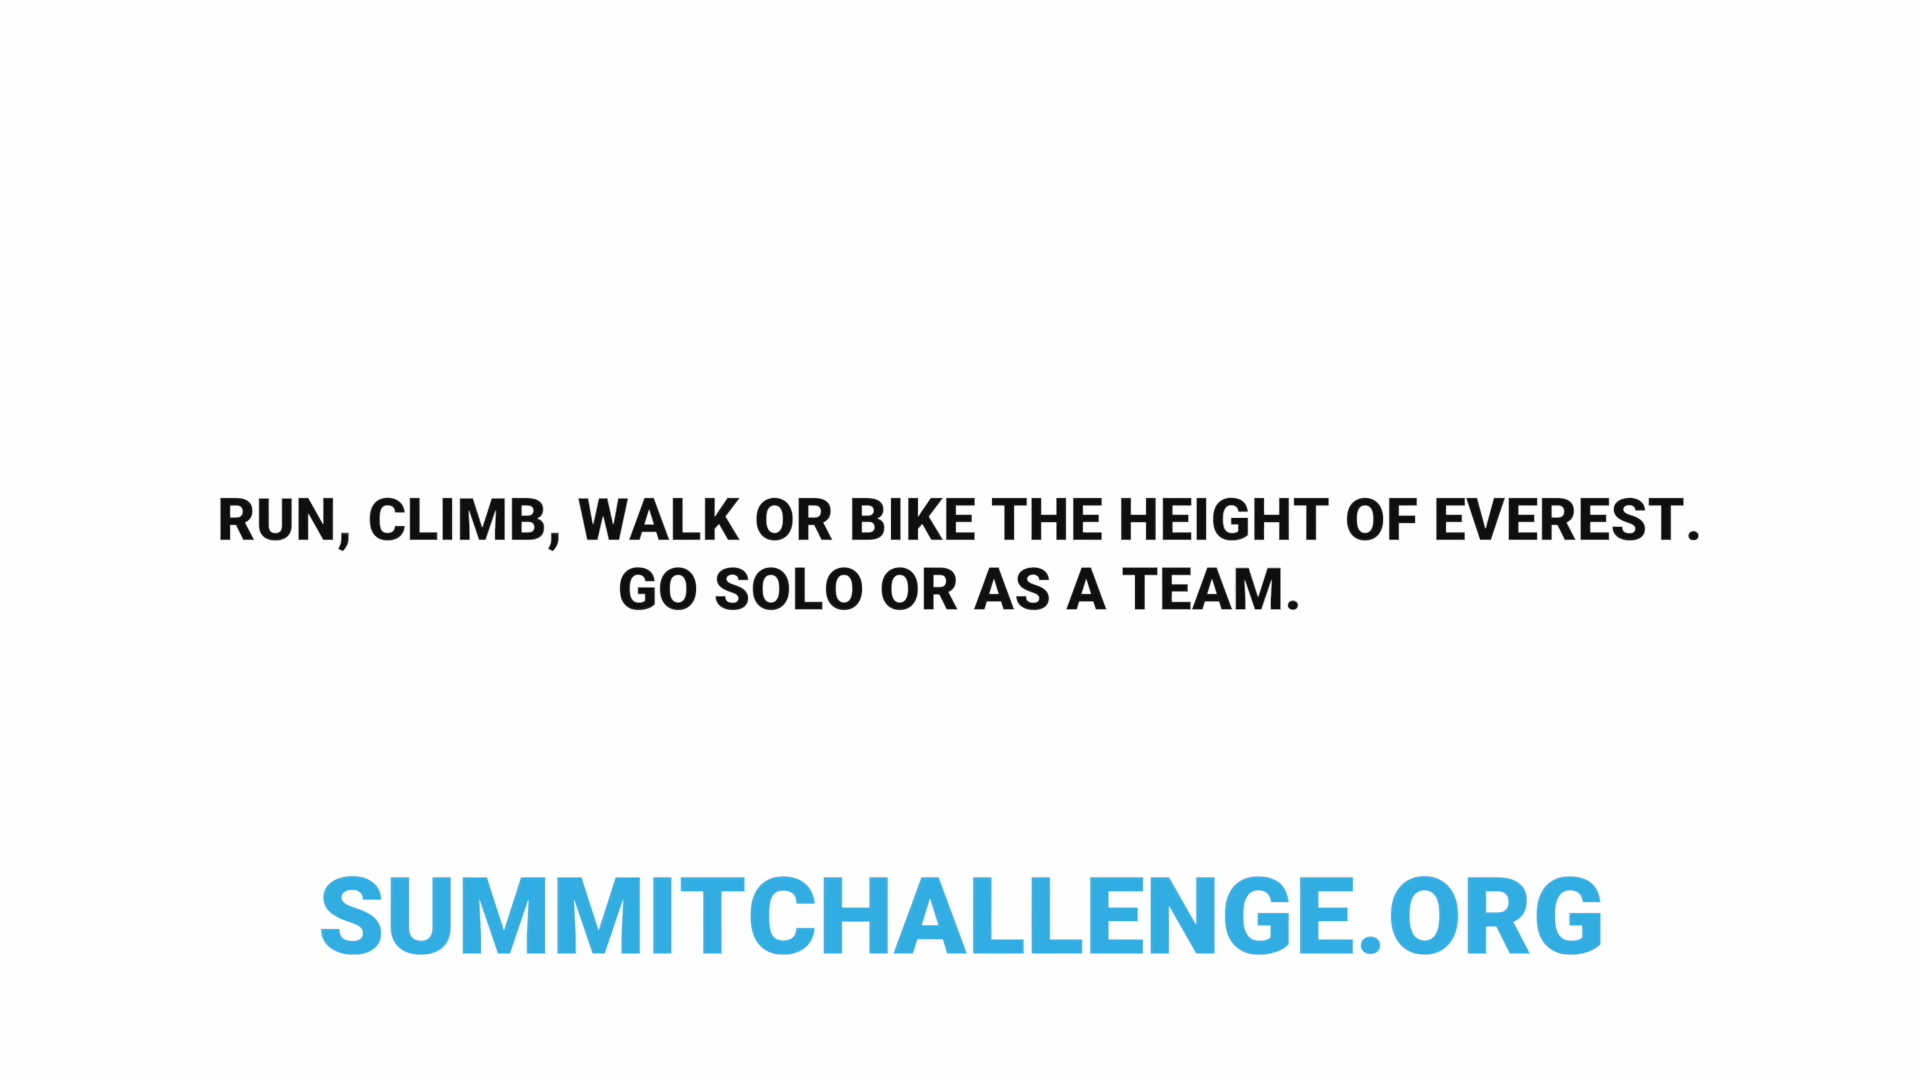 RUN, CLIMB, WALK OR BIKE THE HEIGHT OF EVEREST.
GO SOLO OR AS A TEAM.
SUMMITCHALLENGE.ORG